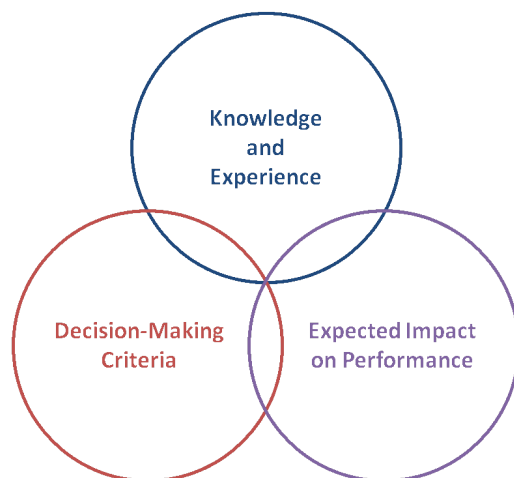 Knowledge
and
Experience
Decision-Making
Criteria
Expected Impact
on Performance